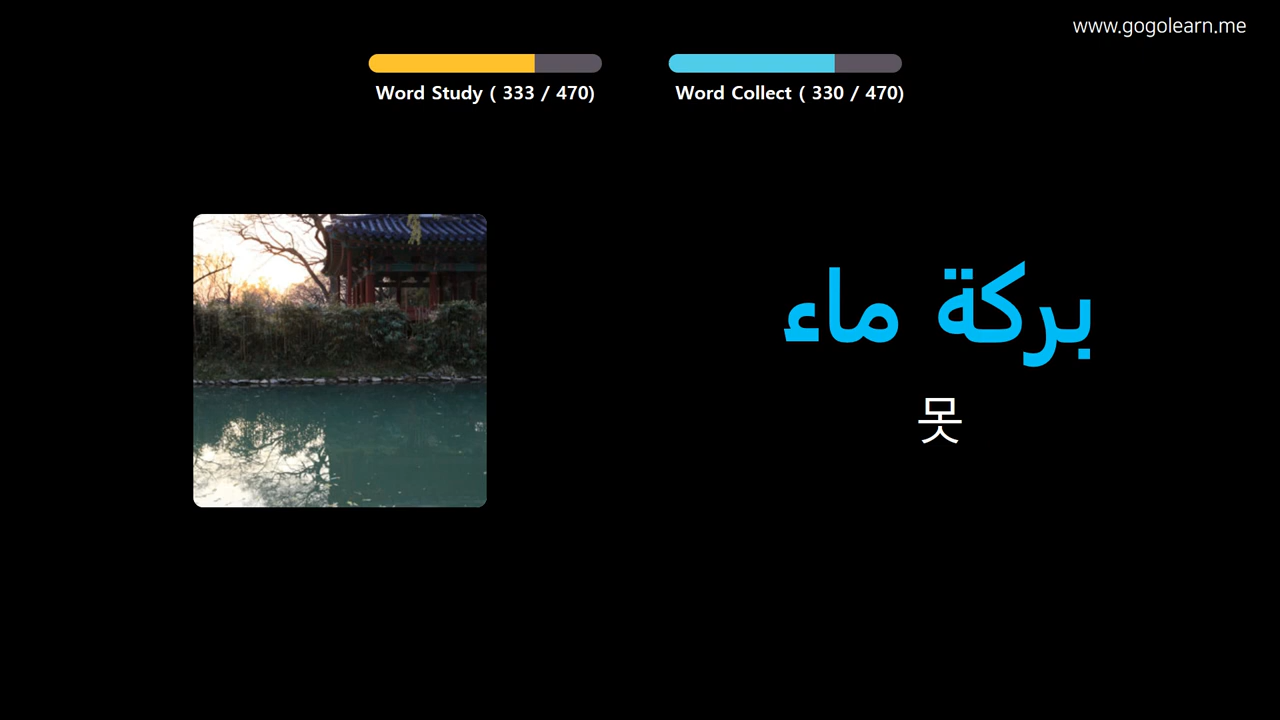 www.gogolearn.me
Word Study ( 333 / 470)
Word Collect ( 330 / 470)
بركة ماء
못